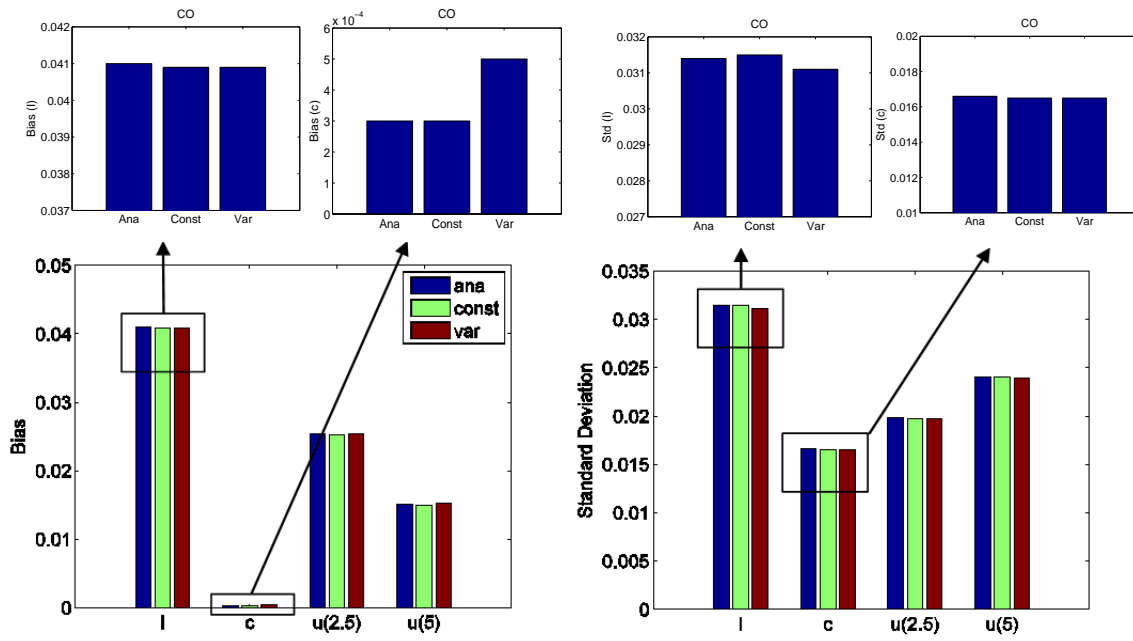 CO
Bias (l)
0.042
0.041
0.04
0.039
0.038
0.037
Ana Const Var
CO
x 10⁻⁴
Bias (c)
6
5
4
3
2
1
0
Ana Const Var
CO
Std (l)
0.032
0.031
0.03
0.029
0.028
0.027
Ana Const Var
CO
Std (c)
0.02
0.018
0.016
0.014
0.012
0.01
Ana Const Var
Bias
0.05
0.04
0.03
0.02
0.01
0
ana
const
var
l c u(2.5) u(5)
Standard Deviation
0.035
0.03
0.025
0.02
0.015
0.01
0.005
0
l c u(2.5) u(5)